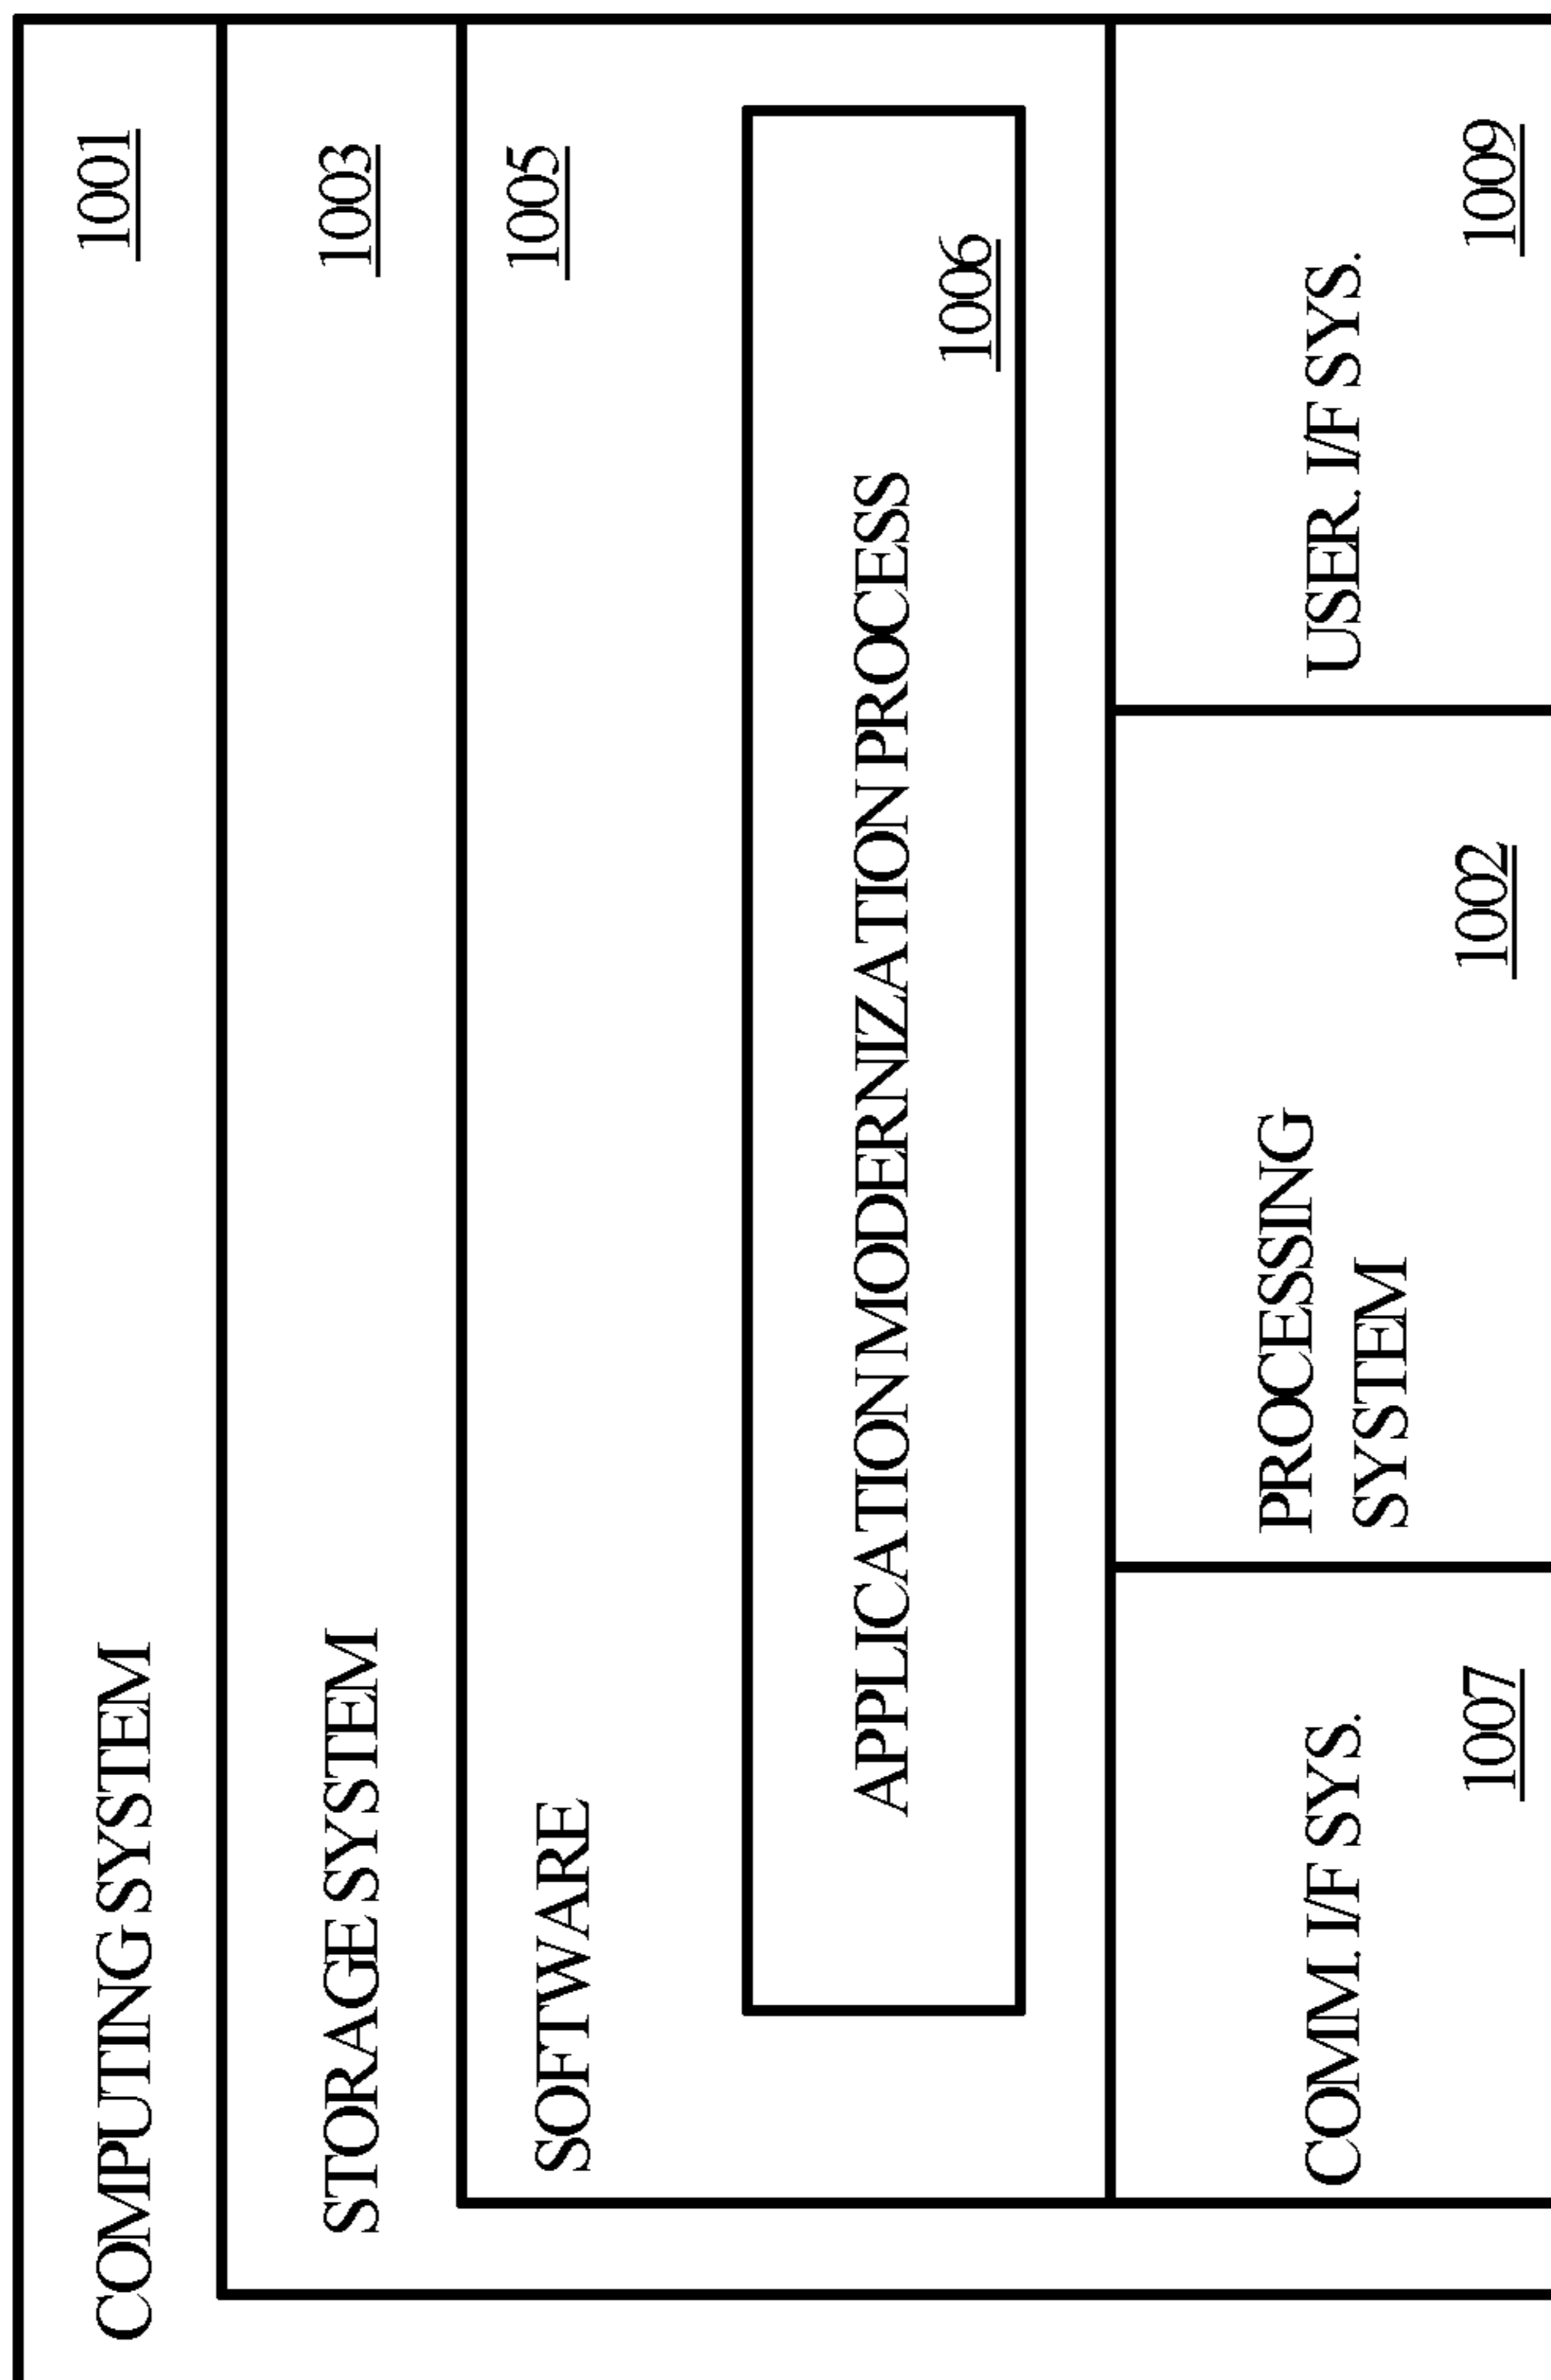 COMPUTING SYSTEM
1001
STORAGE SYSTEM
1003
SOFTWARE
1005
APPLICATION MODERNIZATION PROCESS
1006
COMM. I/F SYS.
1007
PROCESSING
SYSTEM
1002
USER. I/F SYS.
1009